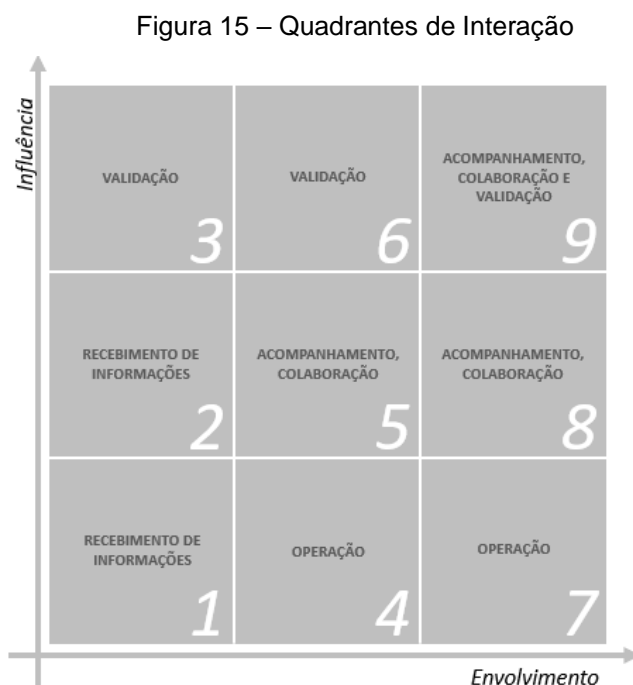 Figura 15 – Quadrantes de Interação
Influência
VALIDAÇÃO
3
VALIDAÇÃO
6
ACOMPANHAMENTO,
COLABORAÇÃO E
VALIDAÇÃO
9
RECEBIMENTO DE
INFORMAÇÕES
2
ACOMPANHAMENTO,
COLABORAÇÃO
5
ACOMPANHAMENTO,
COLABORAÇÃO
8
RECEBIMENTO DE
INFORMAÇÕES
1
OPERAÇÃO
4
OPERAÇÃO
7
Envolvimento